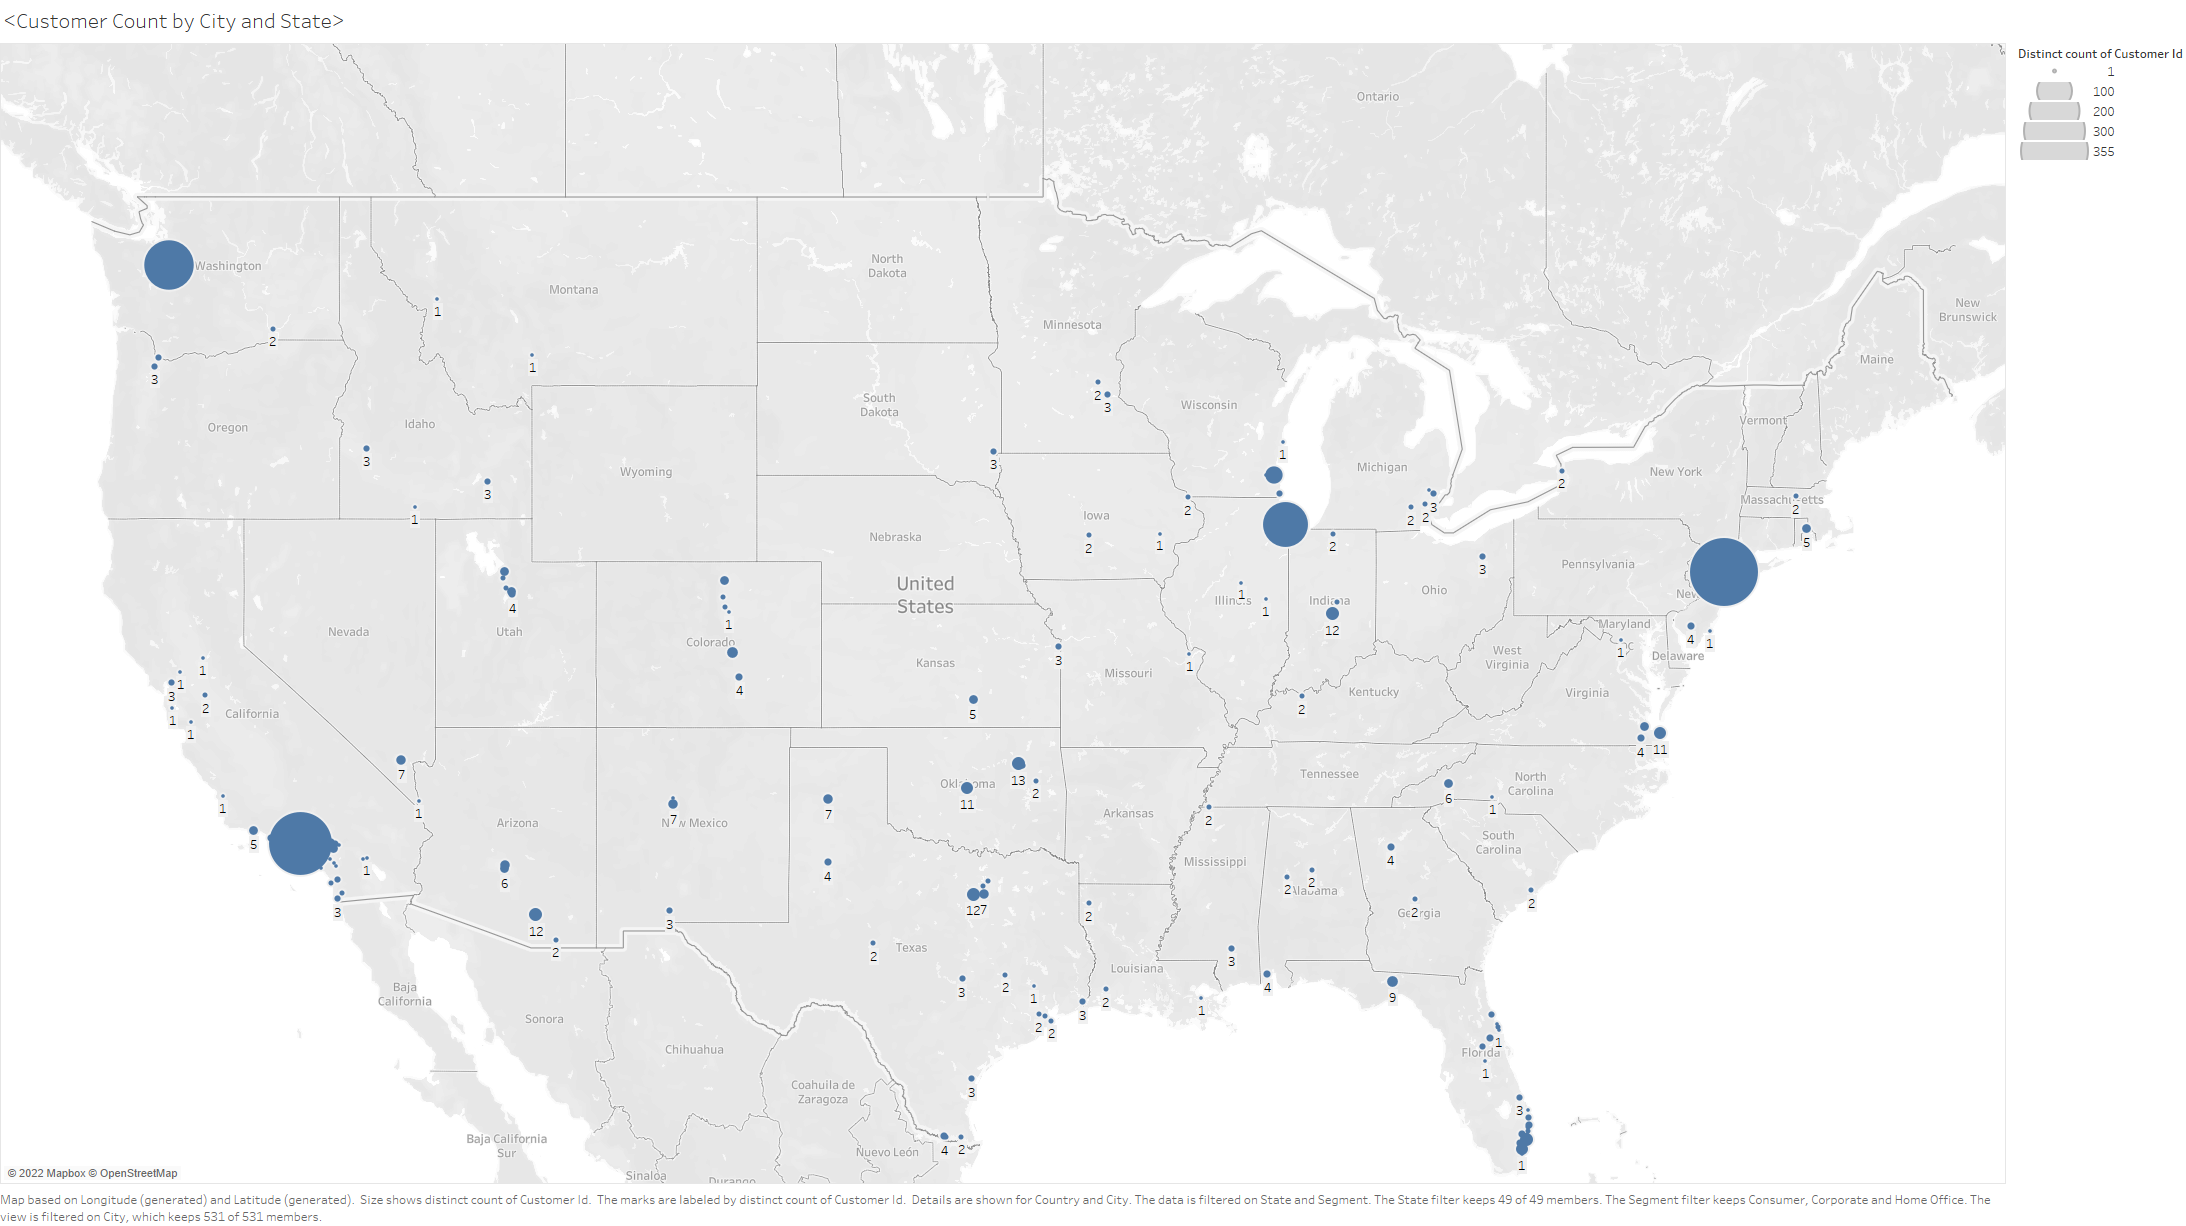 <Customer Count by City and State>
Distinct count of Customer Id
1
100
200
300
355
Ontario
Washington
Montana
North
Dakota
Minnesota
New
Brunswick
Maine
1
2
3
1
Oregon
Idaho
South
Dakota
2
3
Wisconsin
Vermont
3
3
1
Wyoming
3
1
Michigan
New York
2
Nebraska
Iowa
2
2
1
2
2
3
Massachusetts
2
5
United
States
2
3
Ohio
Pennsylvania
4
Utah
Nevada
1
Colorado
4
Kansas
5
3
Missouri
1
Illinois
1
1
Indiana
12
West
Virginia
Maryland
1
DC
Delaware
4
1
Virginia
Kentucky
2
1
1
3
2
1
1
California
7
1
1
5
1
3
Arizona
6
12
2
7
New Mexico
3
7
4
Oklahoma
11
13
2
Arkansas
2
Tennessee
6
1
North
Carolina
South
Carolina
4
11
Mississippi
2
2
Alabama
4
2
Georgia
2
12
7
Texas
2
3
2
1
2
2
3
2
2
Louisiana
1
3
4
9
1
Florida
1
3
1
3
4
2
Baja
California
Sonora
Chihuahua
Coahuila de
Zaragoza
Nuevo León
Baja California
Sur
Sinaloa
Durango
© 2022 Mapbox © OpenStreetMap
Map based on Longitude (generated) and Latitude (generated).  Size shows distinct count of Customer Id.  The marks are labeled by distinct count of Customer Id.  Details are shown for Country and City. The data is filtered on State and Segment. The State filter keeps 49 of 49 members. The Segment filter keeps Consumer, Corporate and Home Office. The
view is filtered on City, which keeps 531 of 531 members.